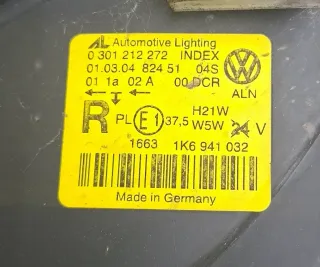 AL Automotive Lighting
0 301 212 272 INDEX
01.03.04 824 51 04S
01 1a 02 A 00 DCR
ALN
R PL E1 37,5 H21W
W5W 24 V
1663 1K6 941 032
Made in Germany